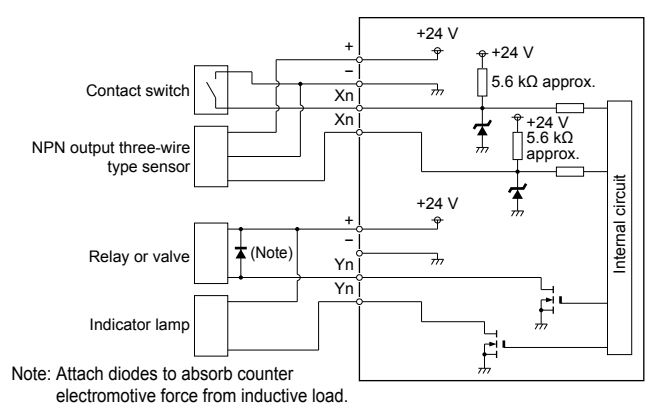 +24 V
+
−
+24 V
Contact switch
5.6 kΩ approx.
Xn
Xn
+24 V
5.6 kΩ
approx.
NPN output three-wire
type sensor
Internal circuit
+24 V
+
−
Relay or valve
(Note)
Yn
Yn
Indicator lamp
Note: Attach diodes to absorb counter
electromotive force from inductive load.